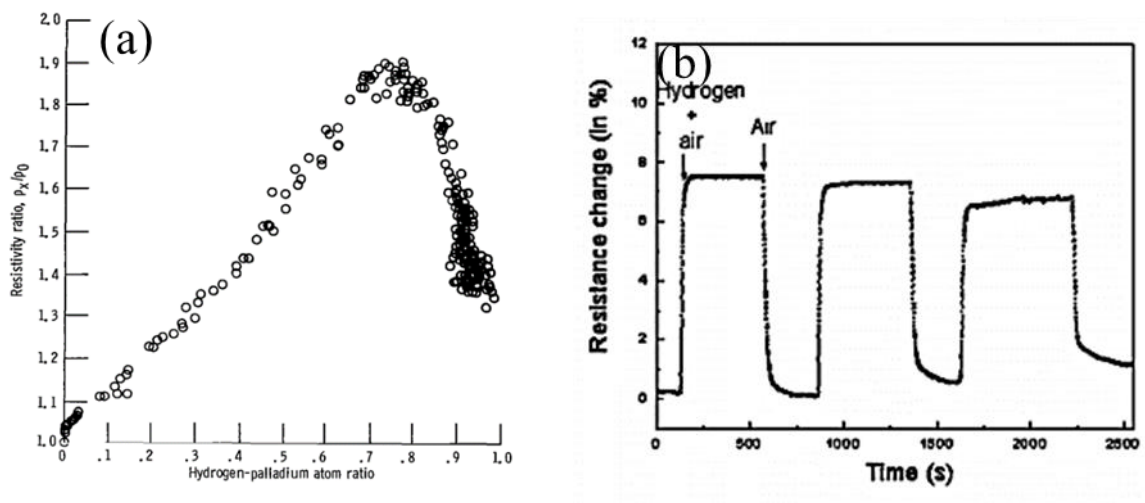 (a)
2.0
1.9
1.8
1.7
1.6
1.5
1.4
1.3
1.2
1.1
1.0
Resistivity ratio, ρx/ρ0
0 .1 .2 .3 .4 .5 .6 .7 .8 .9 1.0
Hydrogen-palladium atom ratio
(b)
12
10
8
6
4
2
0
Resistance change (In %)
Hydrogen
+
air
Air
0 500 1000 1500 2000 2500
Time (s)